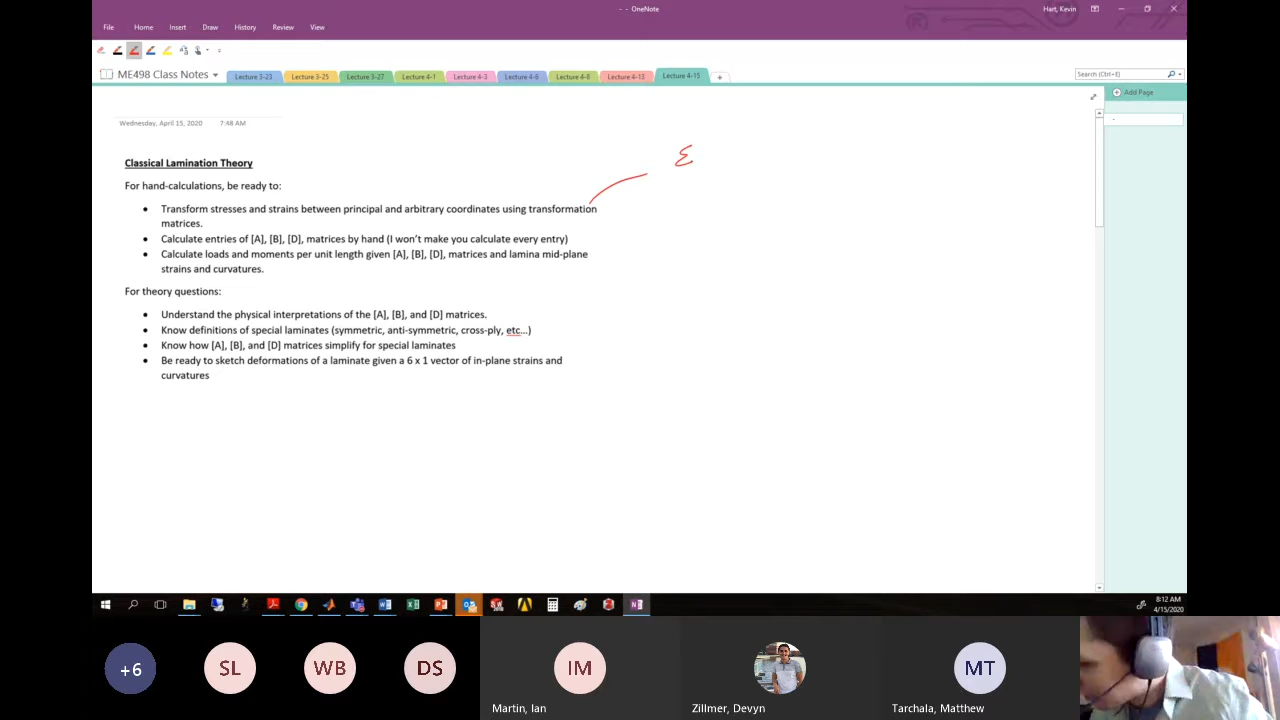 - - OneNote
Hart, Kevin
File Home Insert Draw History Review View
ME498 Class Notes
Lecture 3-23 Lecture 3-25 Lecture 3-27 Lecture 4-1 Lecture 4-3 Lecture 4-6 Lecture 4-8 Lecture 4-13 Lecture 4-15
Search (Ctrl+E)
Add Page
Wednesday, April 15, 2020 7:48 AM
Classical Lamination Theory
ε
For hand-calculations, be ready to:
• Transform stresses and strains between principal and arbitrary coordinates using transformation
matrices.
• Calculate entries of [A], [B], [D], matrices by hand (I won't make you calculate every entry)
• Calculate loads and moments per unit length given [A], [B], [D], matrices and lamina mid-plane
strains and curvatures.
For theory questions:
• Understand the physical interpretations of the [A], [B], and [D] matrices.
• Know definitions of special laminates (symmetric, anti-symmetric, cross-ply, etc...)
• Know how [A], [B], and [D] matrices simplify for special laminates
• Be ready to sketch deformations of a laminate given a 6 x 1 vector of in-plane strains and
curvatures
8:12 AM
4/15/2020
+6 SL WB DS IM MT
Martin, Ian Zillmer, Devyn Tarchala, Matthew